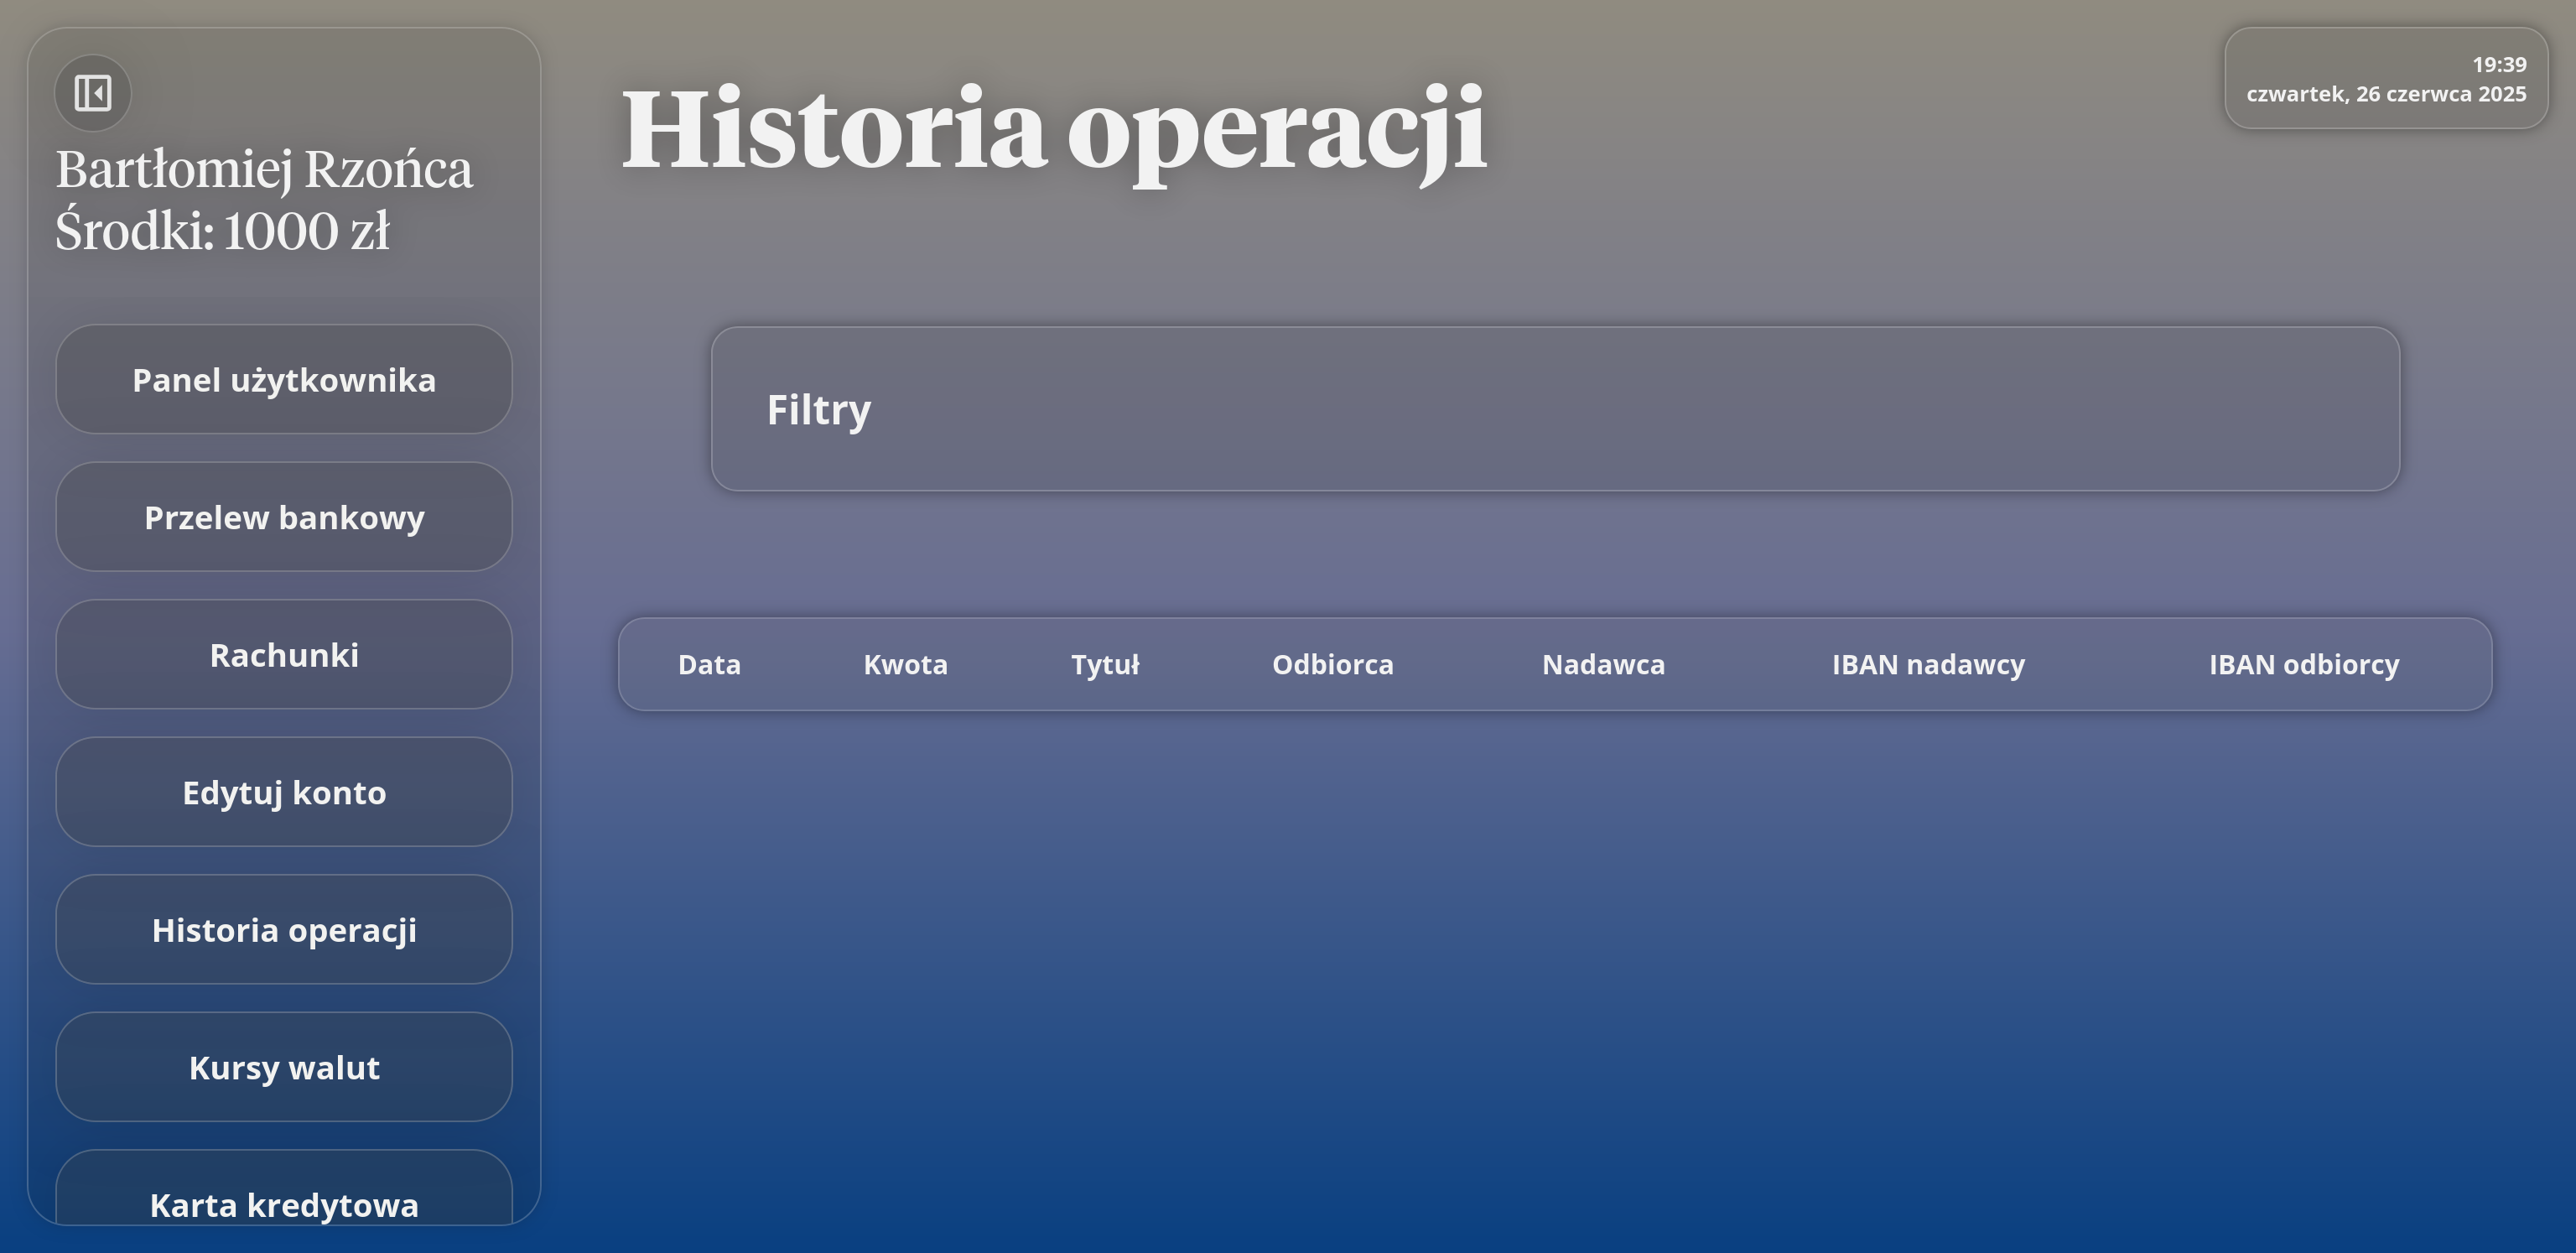 Bartłomiej Rzońca
Środki: 1000 zł
Panel użytkownika
Przelew bankowy
Rachunki
Edytuj konto
Historia operacji
Kursy walut
Karta kredytowa
Historia operacji
19:39
czwartek, 26 czerwca 2025
Filtry
Data Kwota Tytuł Odbiorca Nadawca IBAN nadawcy IBAN odbiorcy